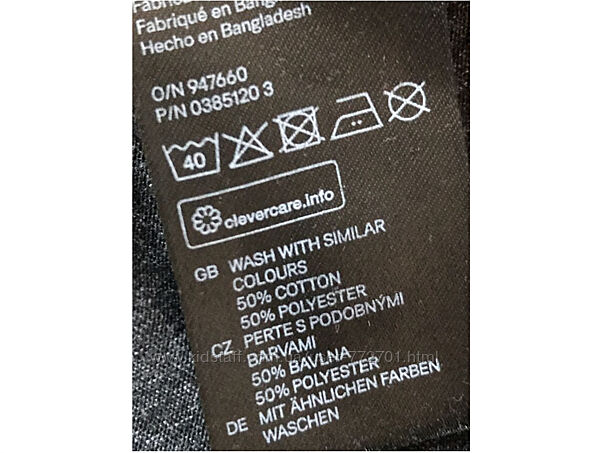 Fabriqué en Bang
Hecho en Bangladesh
O/N 947660
P/N 0385120 3
40
clevercare.info
GB WASH WITH SIMILAR
COLOURS
50% COTTON
50% POLYESTER
CZ PERTE S PODOBNÝMI
BARVAMI
50% BAVLNA
50% POLYESTER
DE MIT ÄHNLICHEN FARBEN
WASCHEN